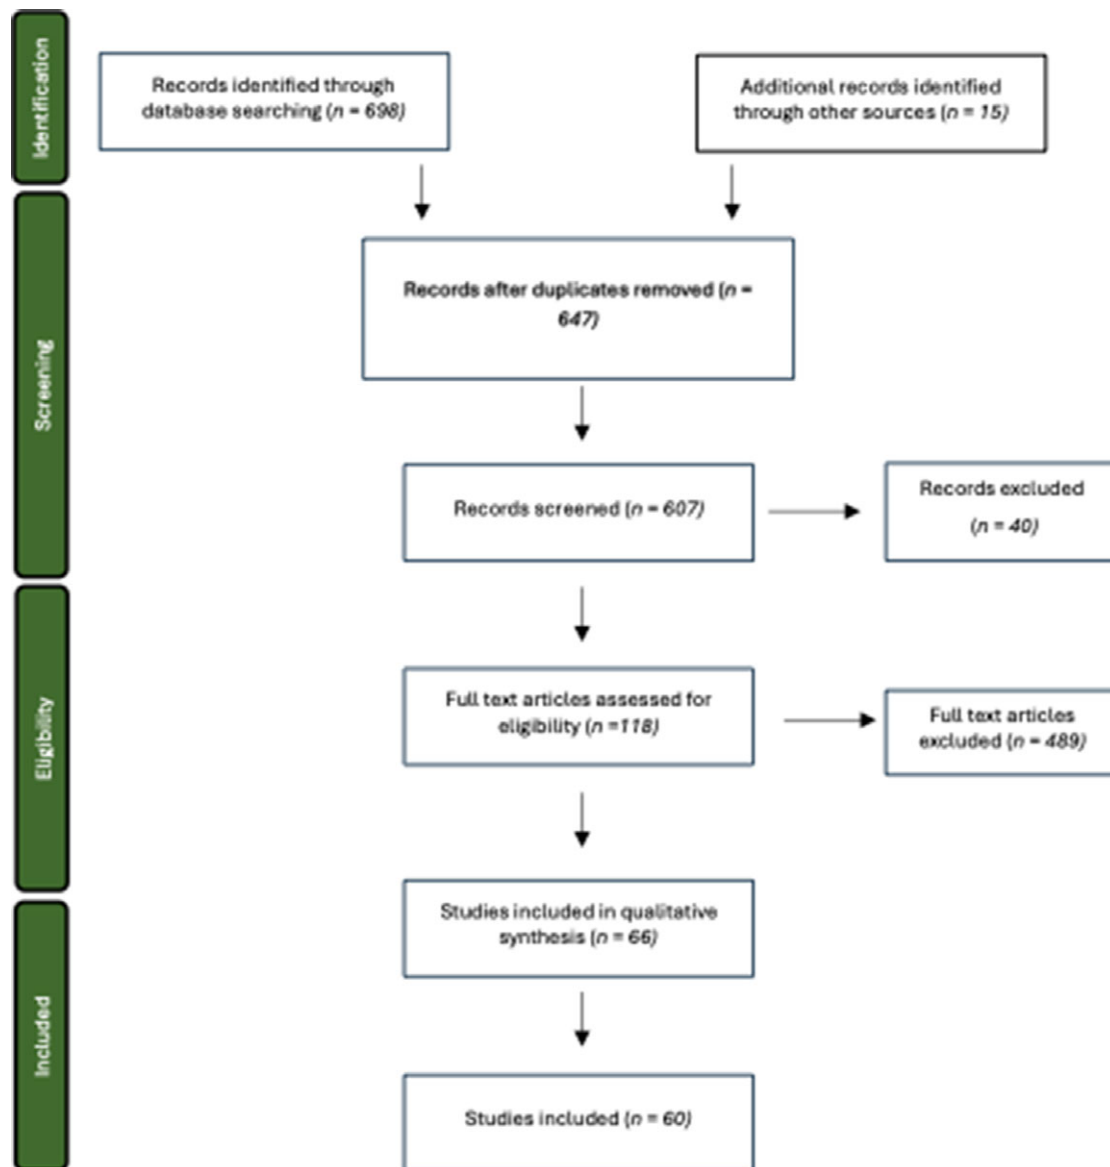 Identification
Records identified through
database searching (n = 698)
Additional records identified
through other sources (n = 15)
Screening
Records after duplicates removed (n =
647)
Records screened (n = 607)
Records excluded
(n = 40)
Eligibility
Full text articles assessed for
eligibility (n =118)
Full text articles
excluded (n = 489)
Included
Studies included in qualitative
synthesis (n = 66)
Studies included (n = 60)